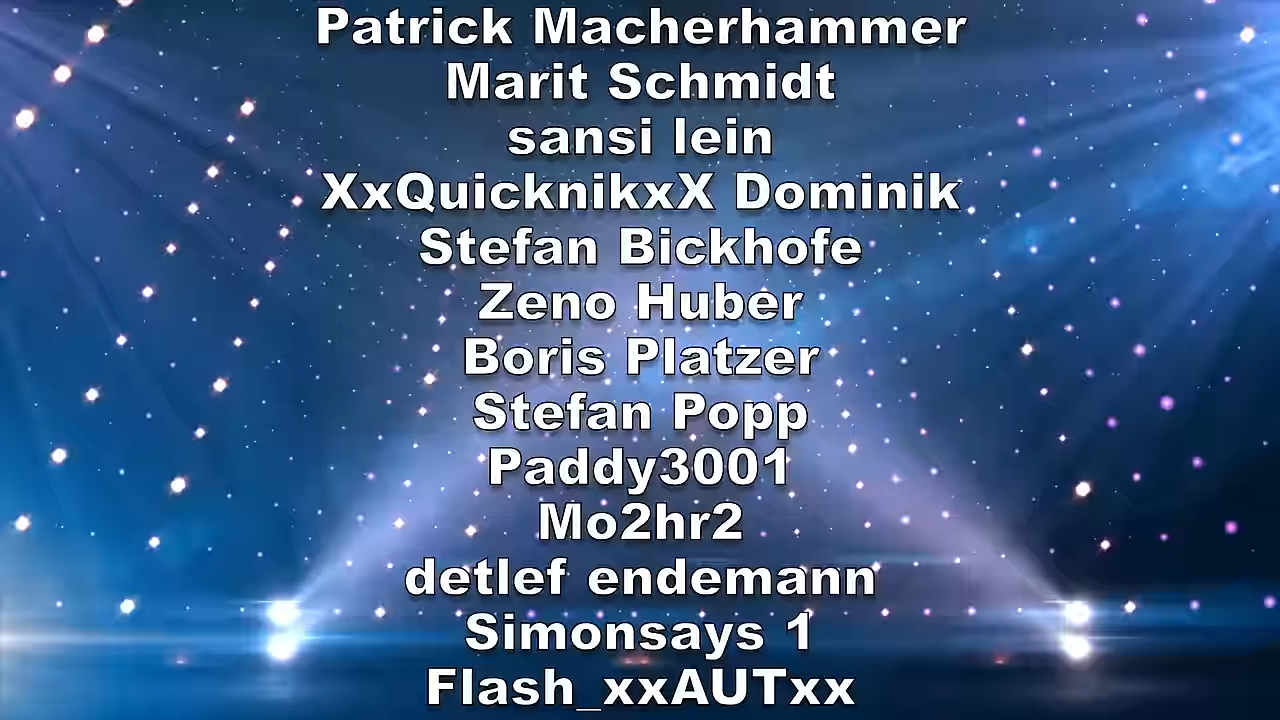 Patrick Macherhammer
Marit Schmidt
sansi lein
XxQuicknikxX Dominik
Stefan Bickhofe
Zeno Huber
Boris Platzer
Stefan Popp
Paddy3001
Mo2hr2
detlef endemann
Simonsays 1
Flash_xxAUTxx